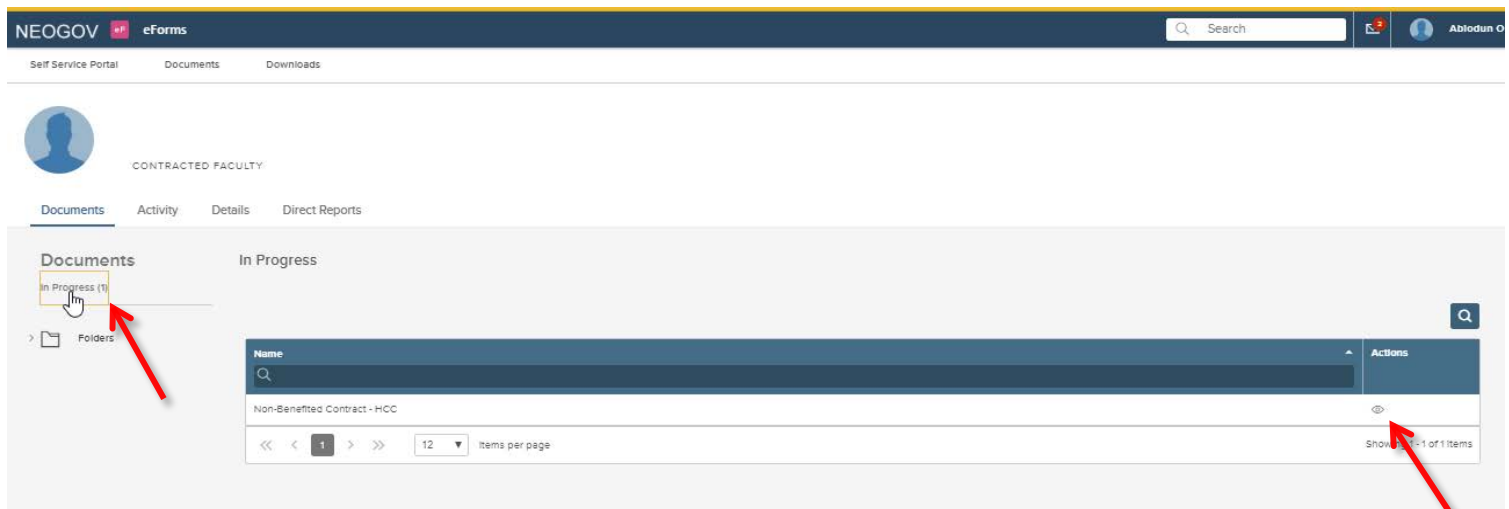 NEOGOV eP eForms Search 2 Abiodun O
Self Service Portal Documents Downloads
CONTRACTED FACULTY
Documents Activity Details Direct Reports
Documents In Progress
In Progress (1)
Folders
Name Actions
Non-Benefited Contract - HCC
1 12 Items per page - 1 of 1 Items